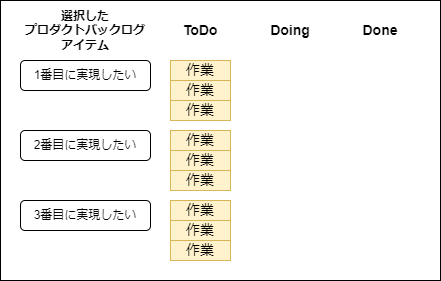 選択した
プロダクトバックログ
アイテム
ToDo
Doing
Done
1番目に実現したい
作業
作業
作業
2番目に実現したい
作業
作業
作業
3番目に実現したい
作業
作業
作業